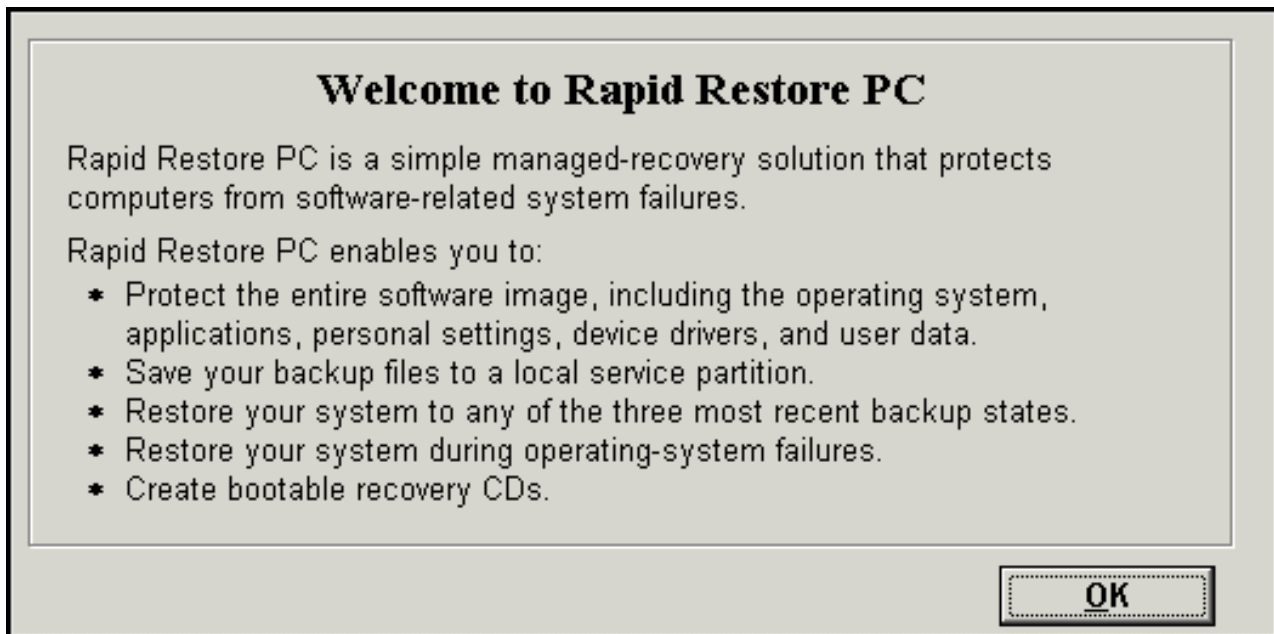 Welcome to Rapid Restore PC
Rapid Restore PC is a simple managed-recovery solution that protects
computers from software-related system failures.
Rapid Restore PC enables you to:
* Protect the entire software image, including the operating system,
applications, personal settings, device drivers, and user data.
* Save your backup files to a local service partition.
* Restore your system to any of the three most recent backup states.
* Restore your system during operating-system failures.
* Create bootable recovery CDs.
OK